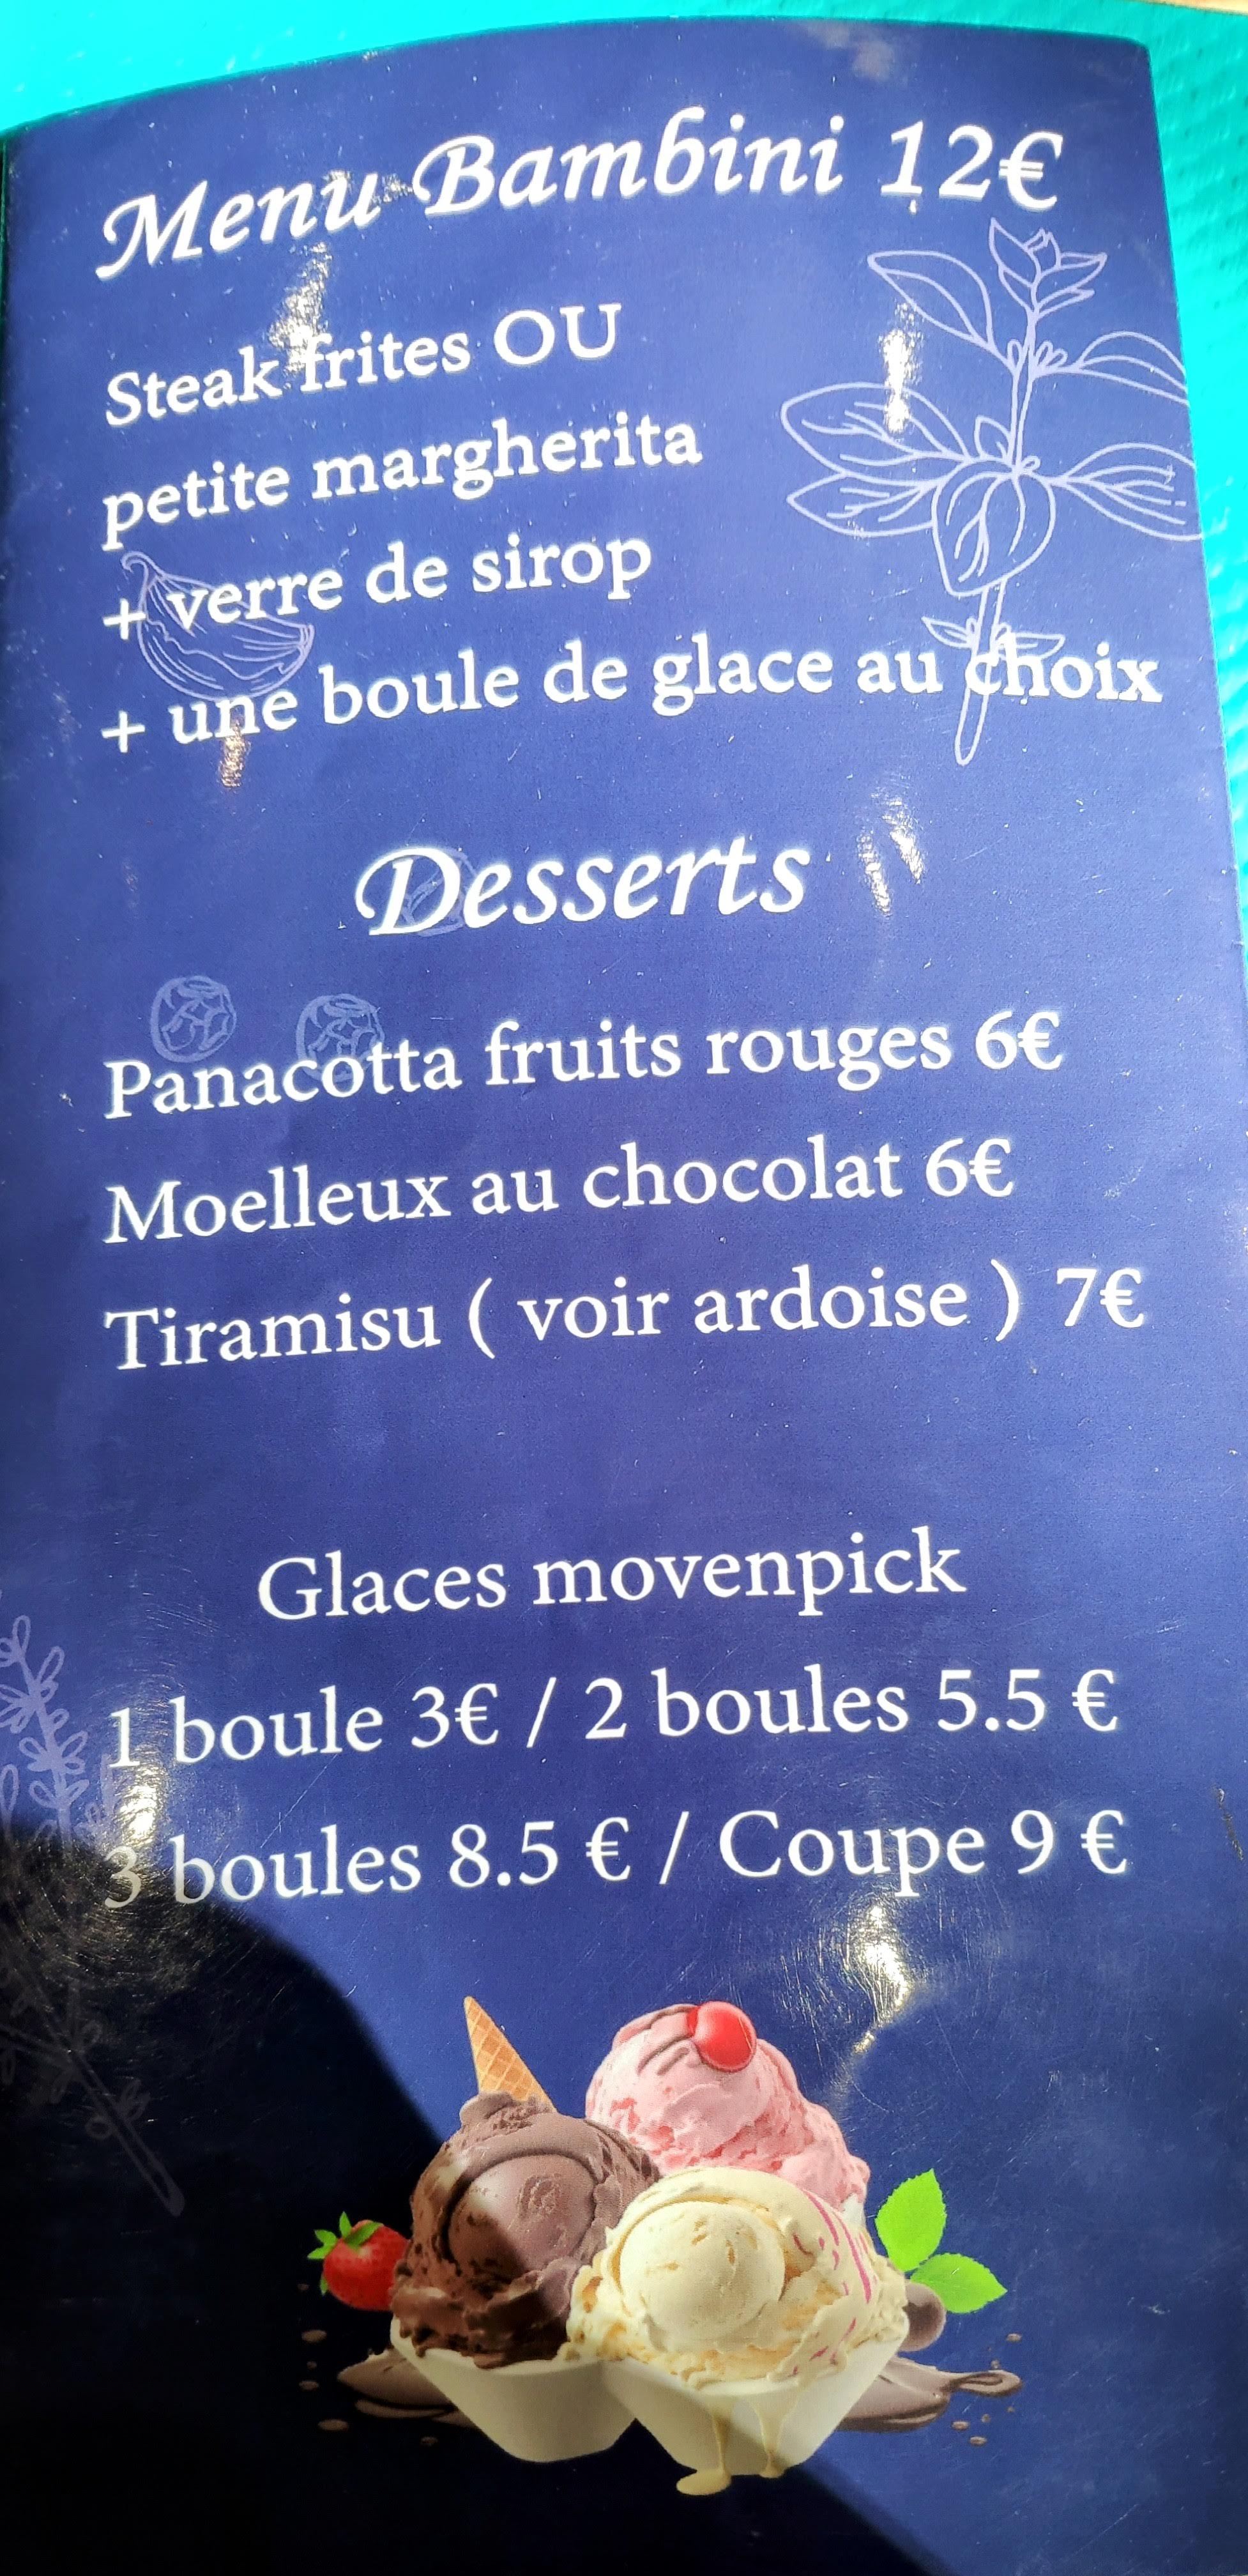 Menu Bambini 12€
Steak frites OU
petite margherita
+ verre de sirop
+ une boule de glace au choix
Desserts
Panacotta fruits rouges 6€
Moelleux au chocolat 6€
Tiramisu ( voir ardoise ) 7€
Glaces movenpick
1 boule 3€ / 2 boules 5.5 €
3 boules 8.5 € / Coupe 9 €